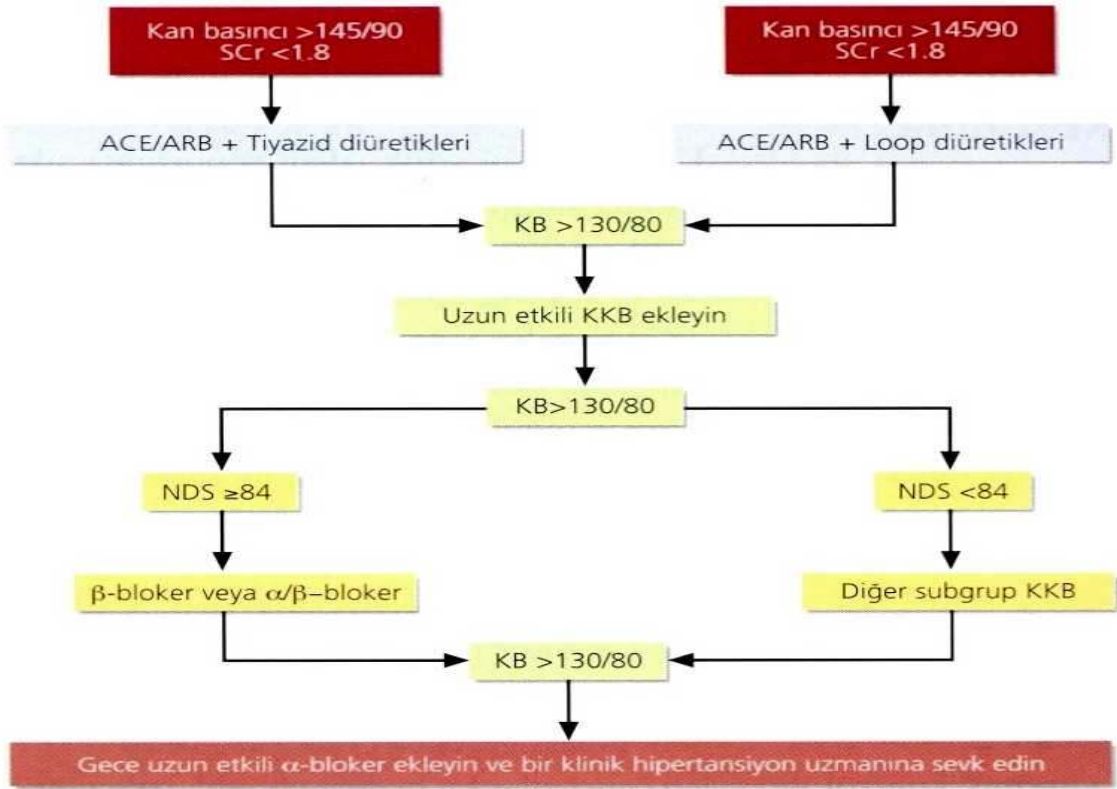 Kan basıncı >145/90
SCr <1.8
Kan basıncı >145/90
SCr <1.8
ACE/ARB + Tiyazid diüretikleri
ACE/ARB + Loop diüretikleri
KB >130/80
Uzun etkili KKB ekleyin
KB>130/80
NDS ≥84
NDS <84
β-bloker veya α/β–bloker
Diğer subgrup KKB
KB >130/80
Gece uzun etkili α-bloker ekleyin ve bir klinik hipertansiyon uzmanına sevk edin